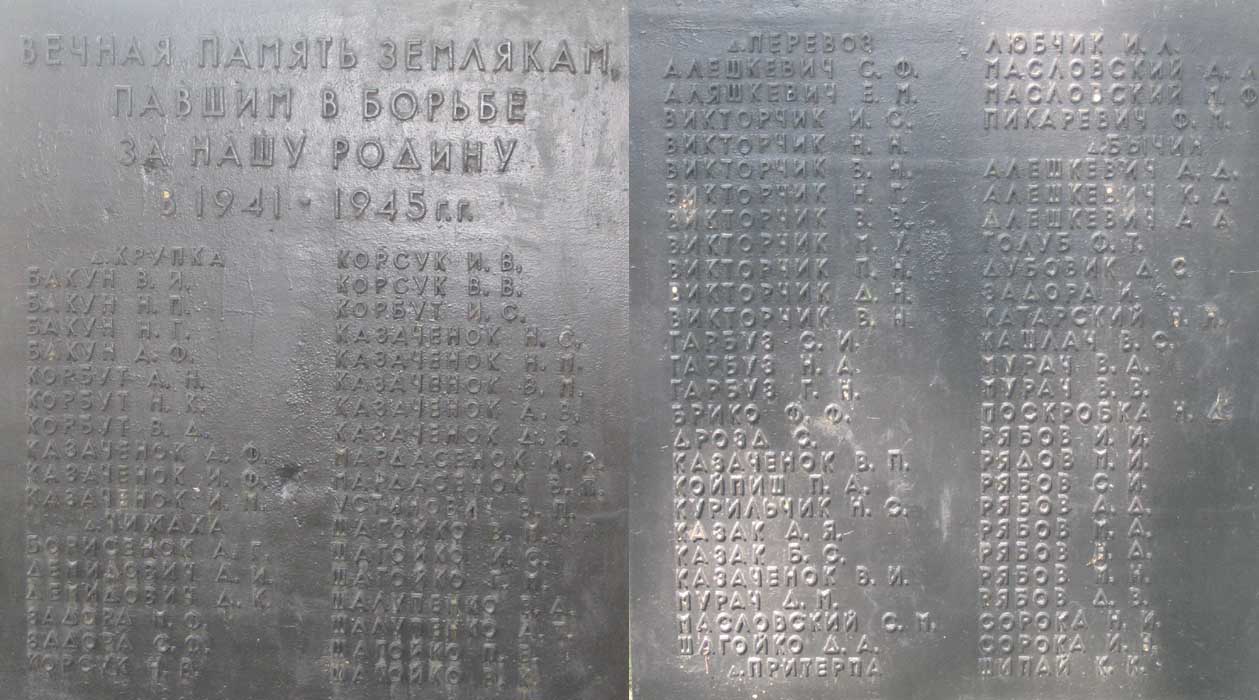 ВЕЧНАЯ ПАМЯТЬ ЗЕМЛЯКАМ,
ПАВШИМ В БОРЬБЕ
ЗА НАШУ РОДИНУ
В 1941 - 1945 г.г.
д. КРУПКА
БАКУН В. И.
БАКУН Н. П.
БАКУН Н. Г.
БАКУН А. Ф.
КОРБУТ А. Н.
КОРБУТ Н. К.
КОРБУТ В. Д.
КАЗАЧЕНОК А. Ф.
КАЗАЧЕНОК И. Ф.
КАЗАЧЕНОК И. М.
д. ЧИЖАХА
БОРИСЕНОК А. Г.
ДЕМИДОВИЧ А. И.
ДЕМИДОВИЧ Д. К.
ЗАДОРА М. Ф.
ЗАДОРА С. Ф.
КОРСУК
КОРСУК И. В.
КОРСУК В. В.
КОРБУТ И. С.
КАЗАЧЕНОК Н. С.
КАЗАЧЕНОК Н. М.
КАЗАЧЕНОК В. М.
КАЗАЧЕНОК А. В.
КАЗАЧЕНОК Д. Я.
МАРДАСЕНОК
МАРДАСЕНОК В. М.
УСТИНОВИЧ В. П.
ШАГОЙКО
ШАГОЙКО И. С.
ШАГОЙКО
ШАЛУПЕНКО
ШАЛУПЕНКО
ШАГОЙКО
ШАГОЙКО
д. ПЕРЕВОЗ
АЛЕШКЕВИЧ С. Ф.
АЛЯШКЕВИЧ Е. М.
ВИКТОРЧИК И. С.
ВИКТОРЧИК Н. Н.
ВИКТОРЧИК В. Н.
ВИКТОРЧИК Н. Г.
ВИКТОРЧИК В. В.
ВИКТОРЧИК М. Х.
ВИКТОРЧИК П. Н.
ВИКТОРЧИК Д. Н.
ВИКТОРЧИК В. Н.
ГАРБУЗ С. И.
ГАРБУЗ Н. А.
ГАРБУЗ Г. Н.
БРИКО Ф. Ф.
ДРОЗД С.
КАЗАЧЕНОК В. П.
КОЙПИШ П. А.
КУРИЛЬЧИК Н. С.
КАЗАК Д. Я.
КАЗАК Б. С.
КАЗАЧЕНОК В. И.
МУРАЧ Д. М.
МАСЛОВСКИЙ С. М.
ШАГОЙКО Д. А.
д. ПРИТЕРПА
ЛЮБЧИК И. Л.
МАСЛОВСКИЙ Д. Л.
МАСЛОВСКИЙ М. Ф.
ПИКАРЕВИЧ Ф. М.
д. БЫЧИЛ
АЛЕШКЕВИЧ А. Д.
АЛЕШКЕВИЧ К. А
АЛЕШКЕВИЧ А А
ГОЛУБ Ф. Т.
ДУБОВИК Д. С.
ЗАДОРА И.
КАТАРСКИЙ
КАШЛАЧ В. С.
МУРАЧ В. А.
МУРАЧ В. В.
ПОСКРОБКА Н. Д.
РЯБОВ И. И.
РЯДОВ М. И.
РЯБОВ С. И.
РЯБОВ А. Д.
РЯБОВ М. А.
РЯБОВ Н. Д.
РЯБОВ Н. Н.
РЯБОВ Д. В.
СОРОКА Н. И.
СОРОКА И. И.
ШИПАЙ К. К.